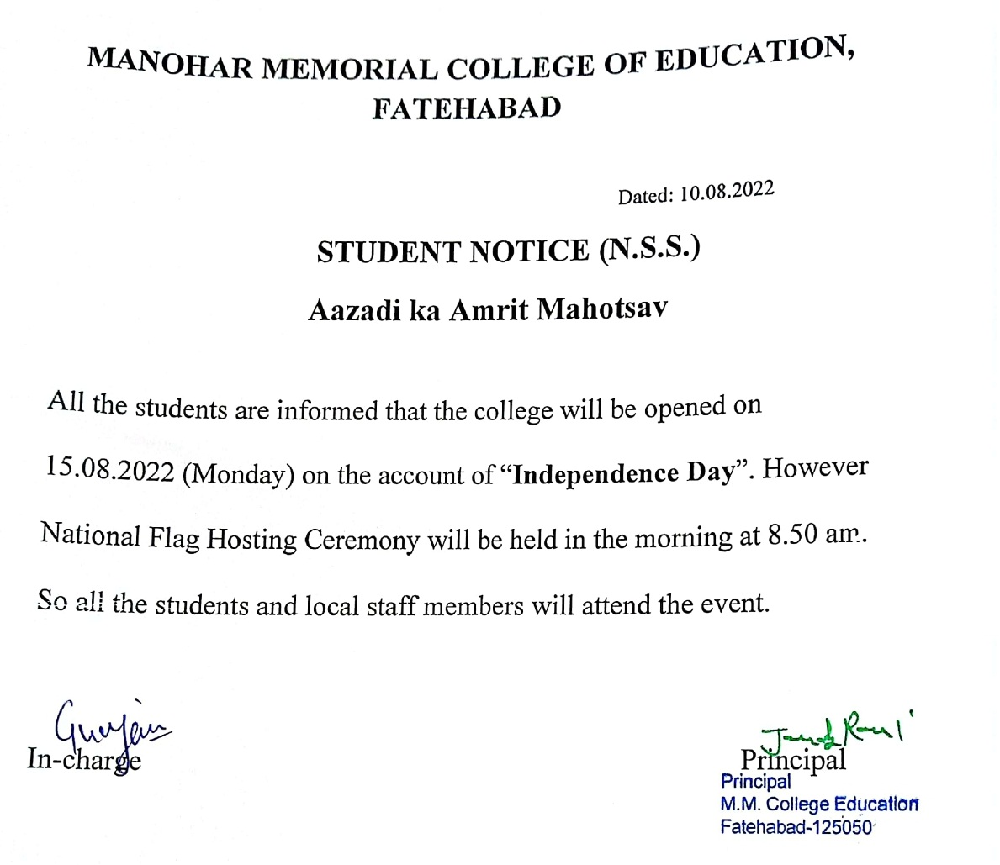 MANOHAR MEMORIAL COLLEGE OF EDUCATION,
FATEHABAD
Dated: 10.08.2022
STUDENT NOTICE (N.S.S.)
Aazadi ka Amrit Mahotsav
All the students are informed that the college will be opened on
15.08.2022 (Monday) on the account of “Independence Day”. However
National Flag Hosting Ceremony will be held in the morning at 8.50 am.
So all the students and local staff members will attend the event.
Gunjan
In-charge
Principal
Principal
M.M. College Education
Fatehabad-125050